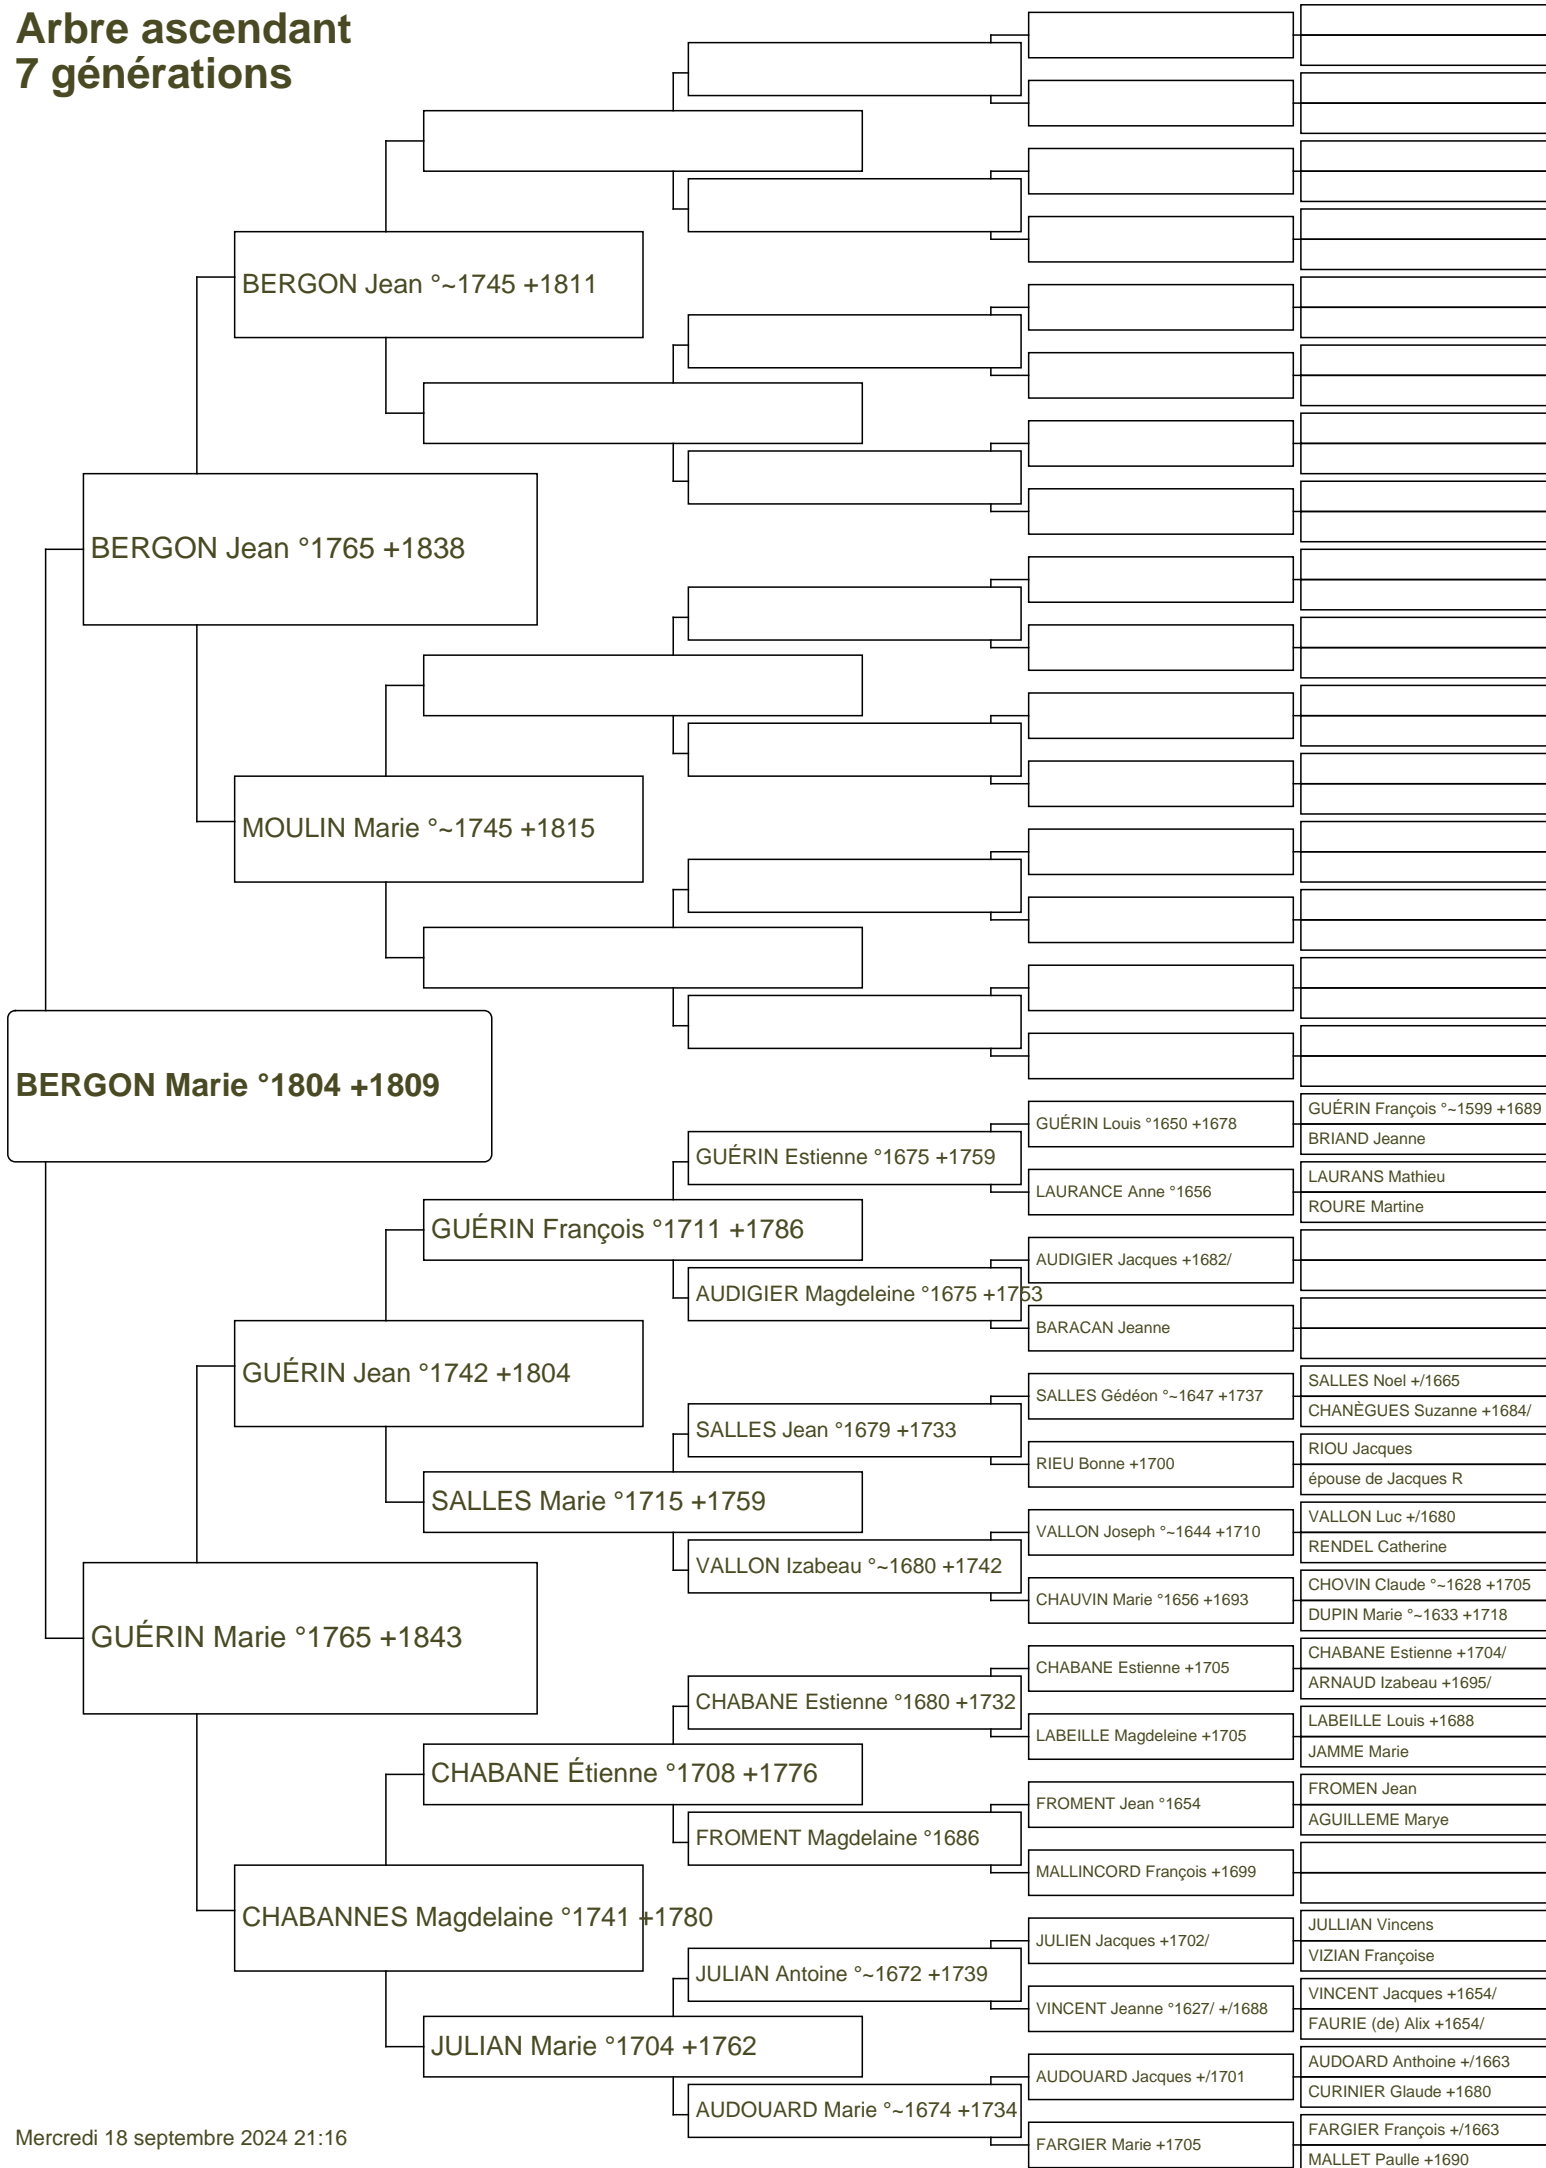 Arbre ascendant
7 générations
BERGON Jean °~1745 +1811
BERGON Jean °1765 +1838
MOULIN Marie °~1745 +1815
BERGON Marie °1804 +1809
GUÉRIN François °~1599 +1689
GUÉRIN Louis °1650 +1678
BRIAND Jeanne
GUÉRIN Estienne °1675 +1759
LAURANS Mathieu
LAURANCE Anne °1656
ROURE Martine
GUÉRIN François °1711 +1786
AUDIGIER Jacques +1682/
AUDIGIER Magdeleine °1675 +1753
BARACAN Jeanne
GUÉRIN Jean °1742 +1804
SALLES Noel +/1665
SALLES Gédéon °~1647 +1737
CHANÈGUES Suzanne +1684/
SALLES Jean °1679 +1733
RIOU Jacques
RIEU Bonne +1700
épouse de Jacques R
SALLES Marie °1715 +1759
VALLON Luc +/1680
VALLON Joseph °~1644 +1710
RENDEL Catherine
VALLON Izabeau °~1680 +1742
CHOVIN Claude °~1628 +1705
CHAUVIN Marie °1656 +1693
DUPIN Marie °~1633 +1718
GUÉRIN Marie °1765 +1843
CHABANE Estienne +1704/
CHABANE Estienne +1705
ARNAUD Izabeau +1695/
CHABANE Estienne °1680 +1732
LABEILLE Louis +1688
LABEILLE Magdeleine +1705
JAMME Marie
CHABANE Étienne °1708 +1776
FROMEN Jean
FROMENT Jean °1654
AGUILLEME Marye
FROMENT Magdelaine °1686
MALLINCORD François +1699
CHABANNES Magdelaine °1741 +1780
JULLIAN Vincens
JULIEN Jacques +1702/
VIZIAN Françoise
JULIAN Antoine °~1672 +1739
VINCENT Jacques +1654/
VINCENT Jeanne °1627/ +/1688
FAURIE (de) Alix +1654/
JULIAN Marie °1704 +1762
AUDOARD Anthoine +/1663
AUDOUARD Jacques +/1701
CURINIER Glaude +1680
AUDOUARD Marie °~1674 +1734
FARGIER François +/1663
FARGIER Marie +1705
MALLET Paulle +1690
Mercredi 18 septembre 2024 21:16